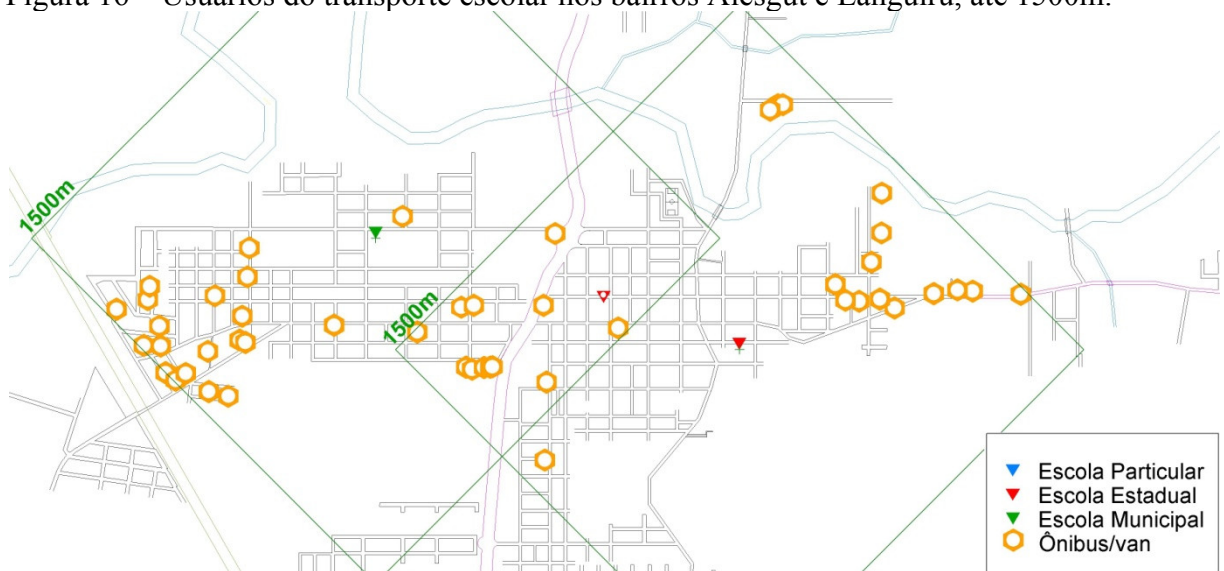 Figura – Usuários do transporte escolar nos bairros Alesgut e Languiru, até 1500m.
1500m
1500m
Escola Particular
Escola Estadual
Escola Municipal
Ônibus/van